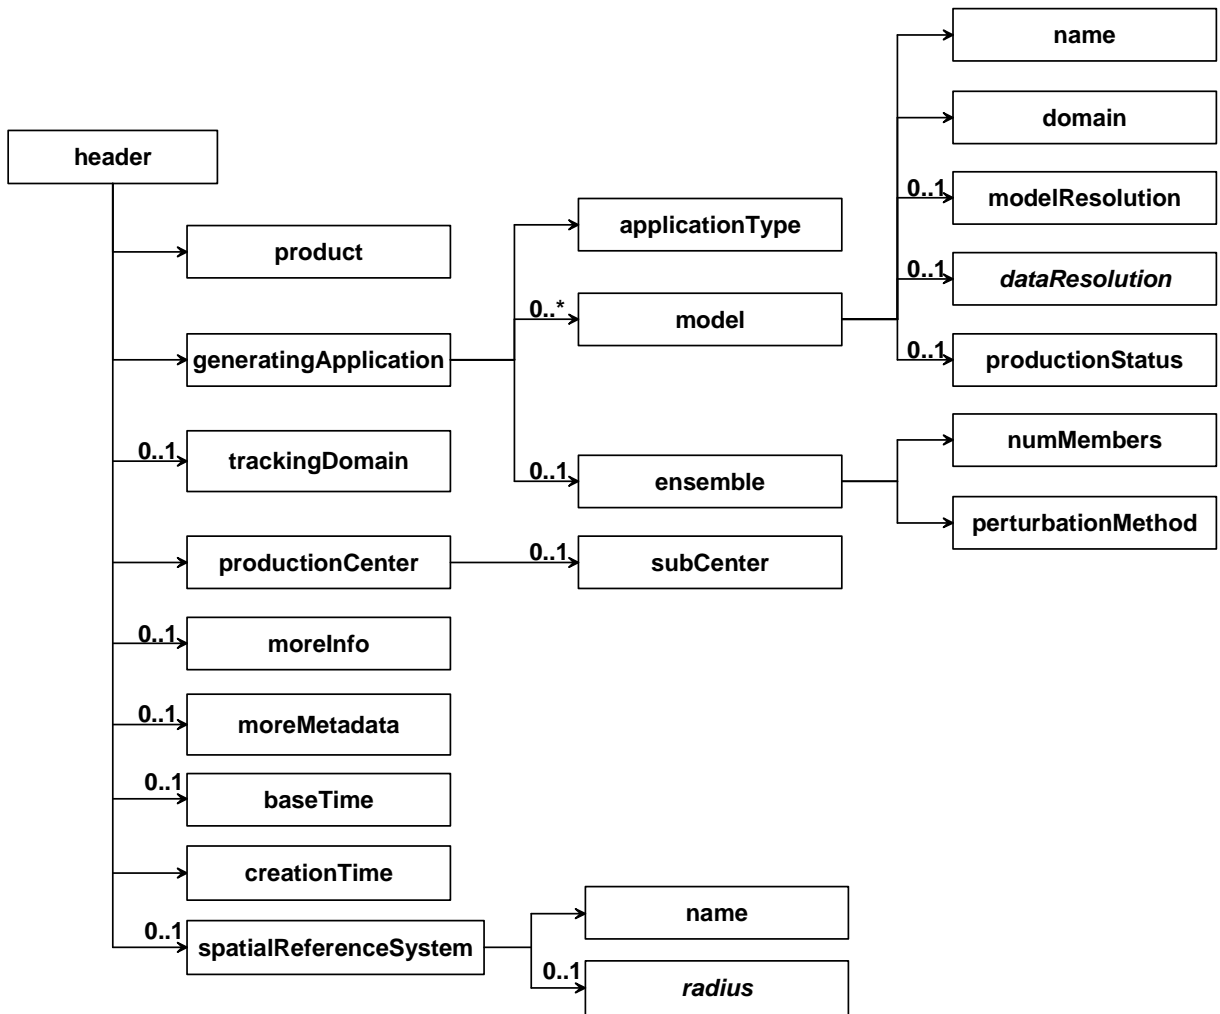 name
domain
header
0..1
modelResolution
applicationType
product
0..1
dataResolution
0..*
model
generatingApplication
0..1
productionStatus
numMembers
0..1
trackingDomain
0..1
ensemble
perturbationMethod
productionCenter
0..1
subCenter
0..1
moreInfo
0..1
moreMetadata
0..1
baseTime
creationTime
name
0..1
spatialReferenceSystem
0..1
radius